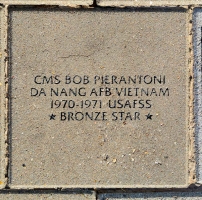 CMS BOB PIERANTONI
DA NANG AFB VIETNAM
1970-1971 USAFSS
★ BRONZE STAR ★